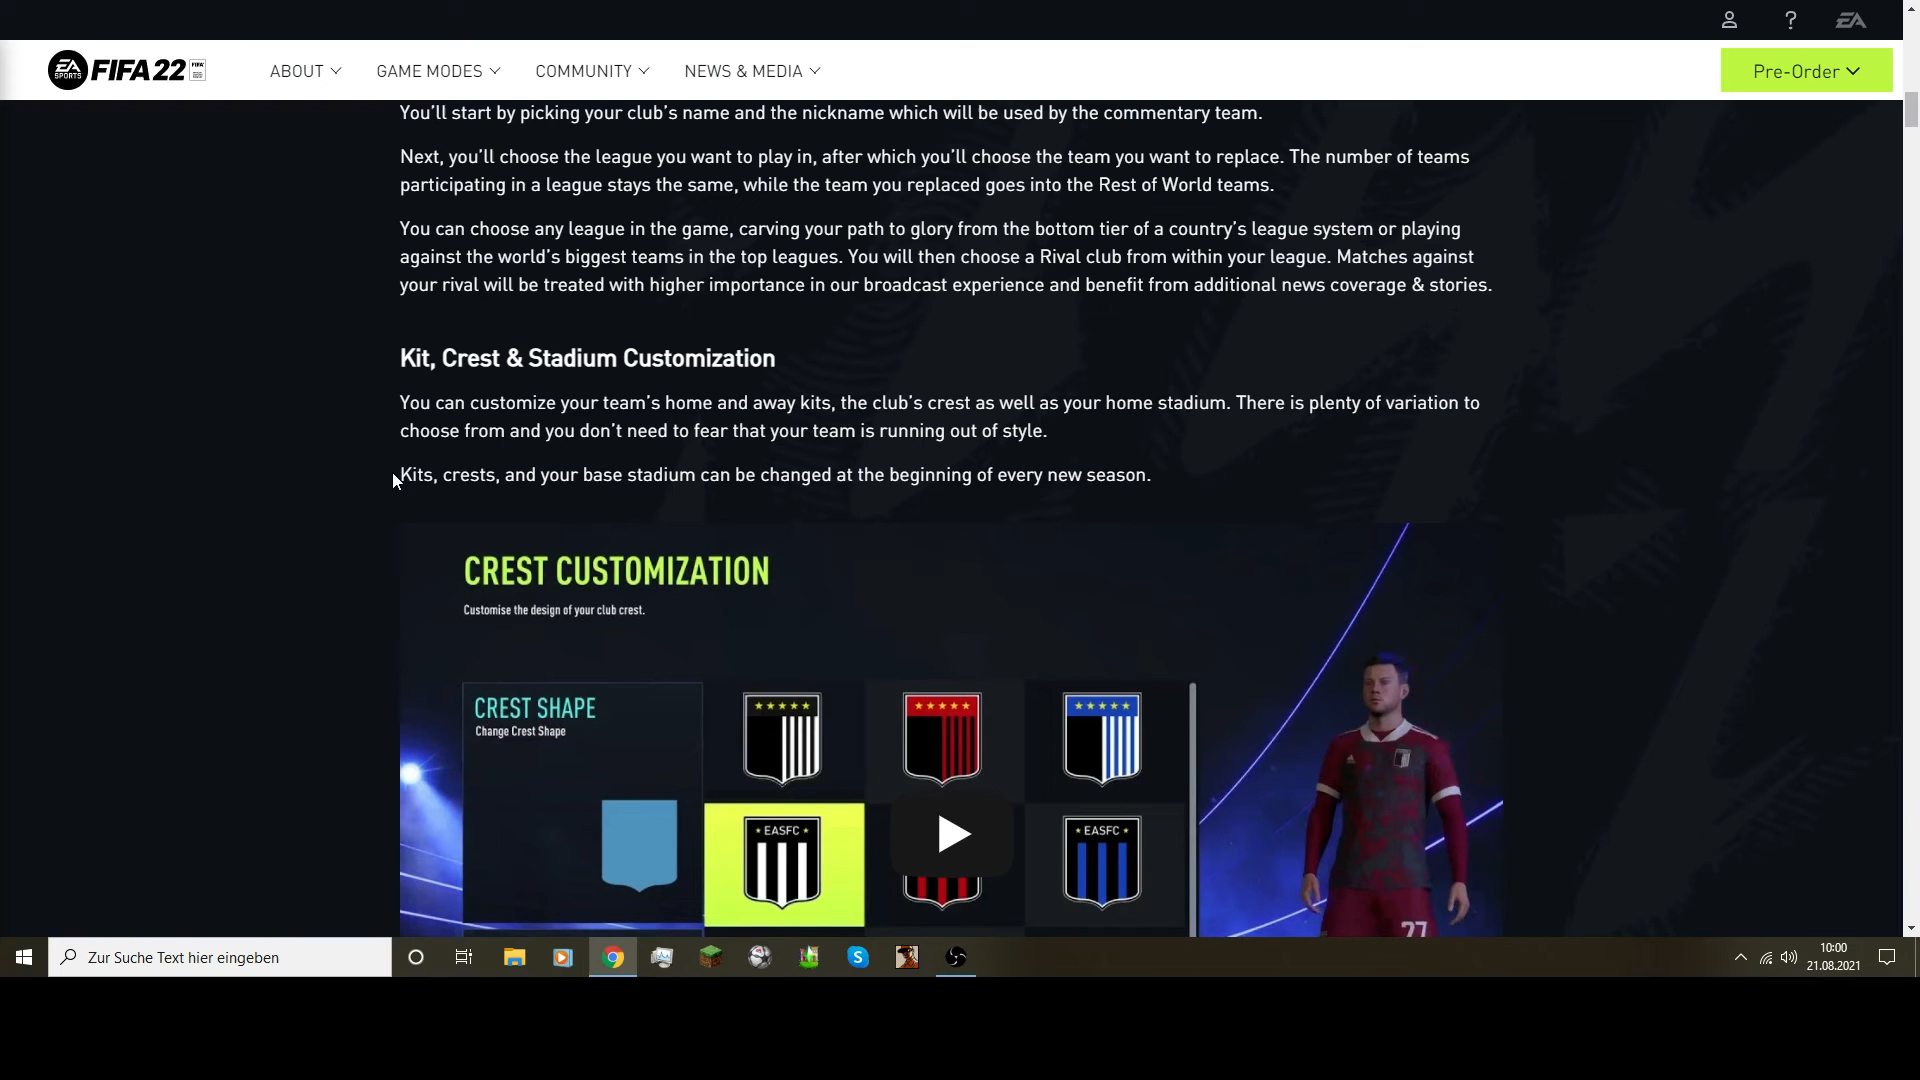 EA SPORTS FIFA 22 ABOUT GAME MODES COMMUNITY NEWS & MEDIA Pre-Order
You’ll start by picking your club’s name and the nickname which will be used by the commentary team.
Next, you’ll choose the league you want to play in, after which you’ll choose the team you want to replace. The number of teams
participating in a league stays the same, while the team you replaced goes into the Rest of World teams.
You can choose any league in the game, carving your path to glory from the bottom tier of a country’s league system or playing
against the world’s biggest teams in the top leagues. You will then choose a Rival club from within your league. Matches against
your rival will be treated with higher importance in our broadcast experience and benefit from additional news coverage & stories.
Kit, Crest & Stadium Customization
You can customize your team’s home and away kits, the club’s crest as well as your home stadium. There is plenty of variation to
choose from and you don’t need to fear that your team is running out of style.
Kits, crests, and your base stadium can be changed at the beginning of every new season.
CREST CUSTOMIZATION
Customise the design of your club crest.
CREST SHAPE
Change Crest Shape
EASFC
EASFC
27
Zur Suche Text hier eingeben
10:00
21.08.2021